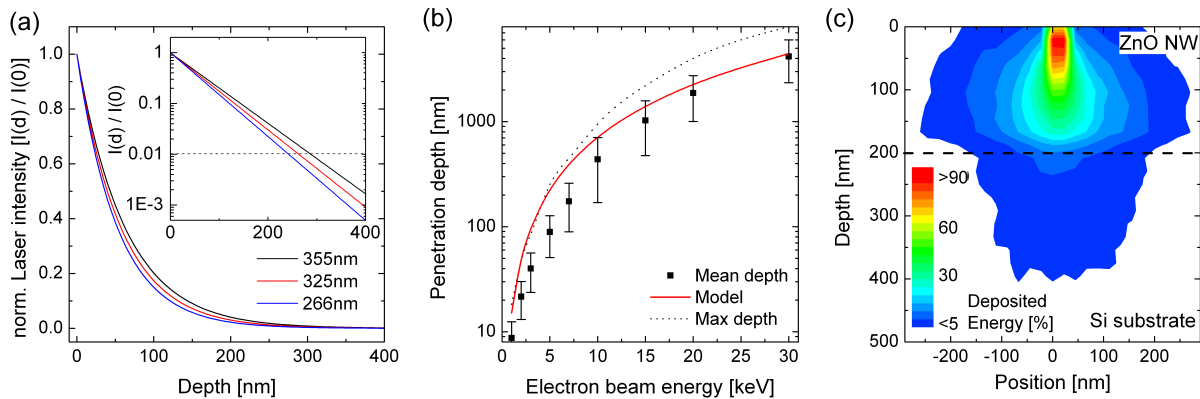 (a)
norm. Laser intensity [I(d) / I(0)]
1.0
0.8
0.6
0.4
0.2
0.0
0 50 100 150 200 250 300 350 400
Depth [nm]
I(d) / I(0)
1
0.1
0.01
1E-3
0 200 400
355nm
325nm
266nm
(b)
Penetration depth [nm]
1000
100
10
0 5 10 15 20 25 30
Electron beam energy [keV]
Mean depth
Model
Max depth
(c)
Depth [nm]
0
100
200
300
400
500
-200 -100 0 100 200
Position [nm]
ZnO NW
>90
60
30
<5
Deposited
Energy [%]
Si substrate